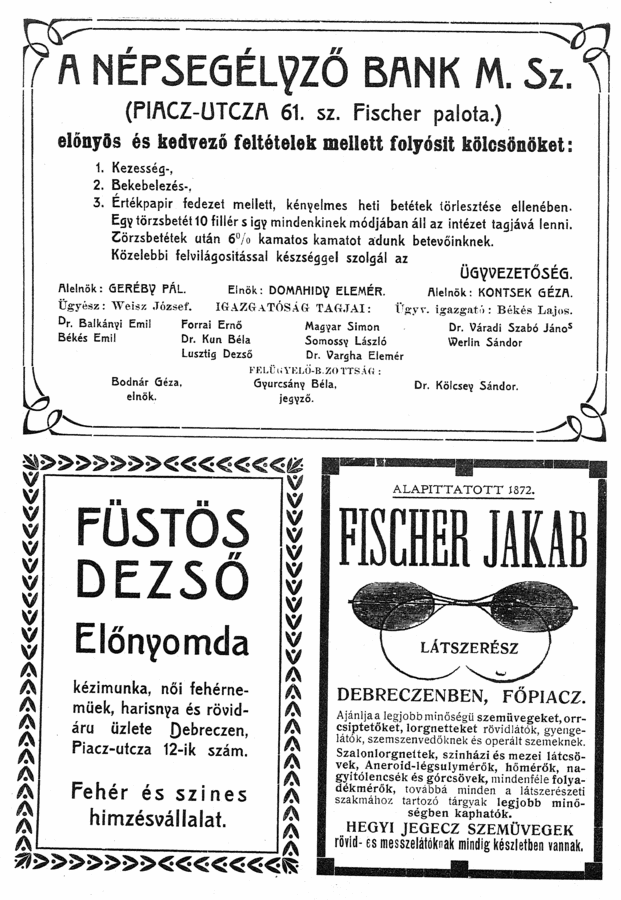 A NÉPSEGÉLYZŐ BANK M. Sz.
(PIACZ-UTCZA 61. sz. Fischer palota.)
előnyös és kedvező feltételek mellett folyósit kölcsönöket:
1. Kezesség-,
2. Bekebelezés-,
3. Értékpapir fedezet mellett, kényelmes heti betétek törlesztése ellenében.
Egy törzsbetét 10 fillér s igy mindenkinek módjában áll az intézet tagjává lenni.
Törzsbetétek után 6% kamatos kamatot adunk betevőinknek.
Közelebbi felvilágositással készséggel szolgál az
ÜGYVEZETŐSÉG.
Alelnök: GERÉBY PÁL. Elnök: DOMAHIDY ELEMÉR. Alelnök: KONTSEK GÉZA.
Ügyész: Weisz József. IGAZGATÓSÁG TAGJAI: Ügyv. igazgató: Békés Lajos.
Dr. Balkányi Emil Forrai Ernő Magyar Simon Dr. Váradi Szabó János
Békés Emil Dr. Kun Béla Somossy László Werlin Sándor
Lusztig Dezső Dr. Vargha Elemér
FELÜGYELŐ-B.ZOTTSÁG:
Bodnár Géza, Gyurcsány Béla, Dr. Kölcsey Sándor.
elnök. jegyző.
FÜSTÖS
DEZSŐ
Előnyomda
kézimunka, női fehérne-
müek, harisnya és rövid-
áru üzlete Debreczen,
Piacz-utcza 12-ik szám.
Fehér és szines
himzésvállalat.
ALAPITTATOTT 1872.
FISCHER JAKAB
LÁTSZERÉSZ
DEBRECZENBEN, FŐPIACZ.
Ajánlja a legjobb minőségü szemüvegeket, orr-
csiptetőket, lorgnetteket rövidlátók, gyenge-
látók, szemszenvedőknek és operált szemeknek.
Szalonlorgnettek, szinházi és mezei látcsö-
vek, Aneroid-légsulymérők, hőmérők, na-
gyitólencsék és górcsövek, mindenféle folya-
dékmérők, továbbá minden a látszerészeti
szakmához tartozó tárgyak legjobb minő-
ségben kaphatók.
HEGYI JEGECZ SZEMÜVEGEK
rövid- és messzelátóknak mindig készletben vannak.